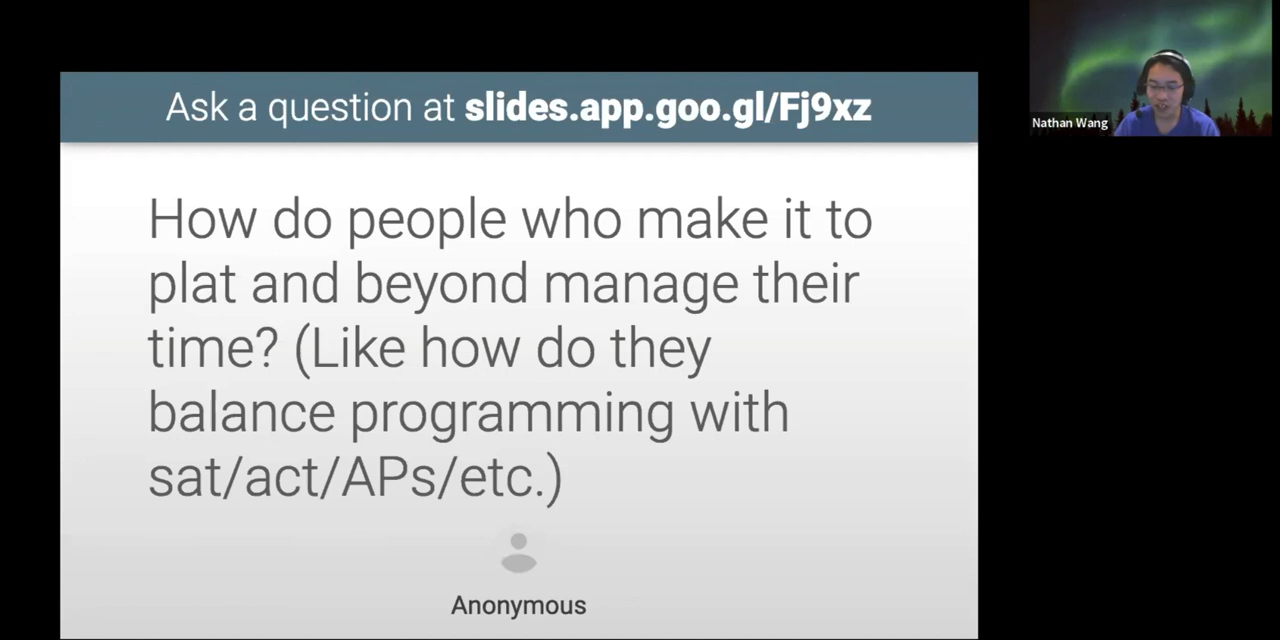 Ask a question at slides.app.goo.gl/Fj9xz
How do people who make it to
plat and beyond manage their
time? (Like how do they
balance programming with
sat/act/APs/etc.)
Anonymous
Nathan Wang